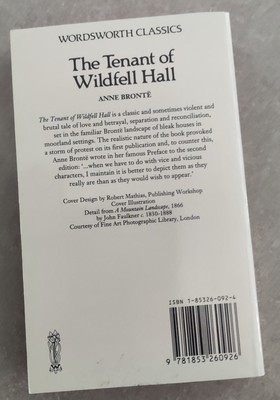 WORDSWORTH CLASSICS
The Tenant of
Wildfell Hall
ANNE BRONTË
The Tenant of Wildfell Hall is a classic and sometimes violent and
brutal tale of love and betrayal, separation and reconciliation,
set in the familiar Brontë landscape of bleak houses in
moorland settings. The realistic nature of the book provoked
a storm of protest on its first publication and, to counter this,
Anne Brontë wrote in her famous Preface to the second
edition: '...when we have to do with vice and vicious
characters, I maintain it is better to depict them as they
really are than as they would wish to appear.'
Cover Design by Robert Mathias, Publishing Workshop
Cover Illustration
Detail from A Mountain Landscape, 1866
by John Faulkner c. 1830-1888
Courtesy of Fine Art Photographic Library, London
ISBN 1-85326-092-4
9 781853 260926